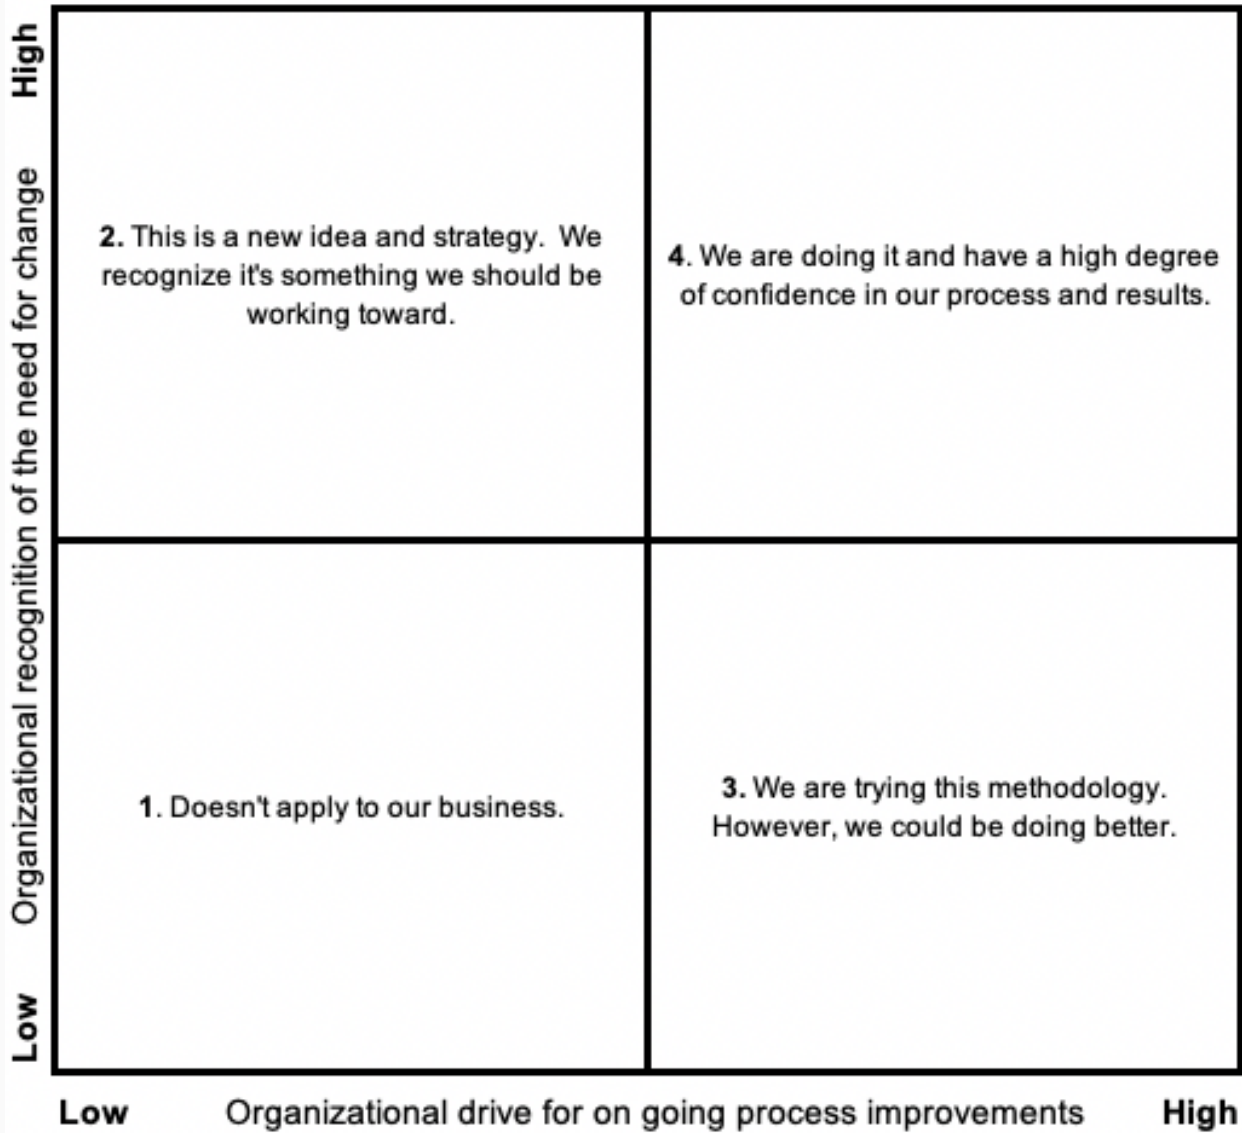 High
Organizational recognition of the need for change
Low
2. This is a new idea and strategy.  We
recognize it's something we should be
working toward.
4. We are doing it and have a high degree
of confidence in our process and results.
1. Doesn't apply to our business.
3. We are trying this methodology.
However, we could be doing better.
Low
Organizational drive for on going process improvements
High